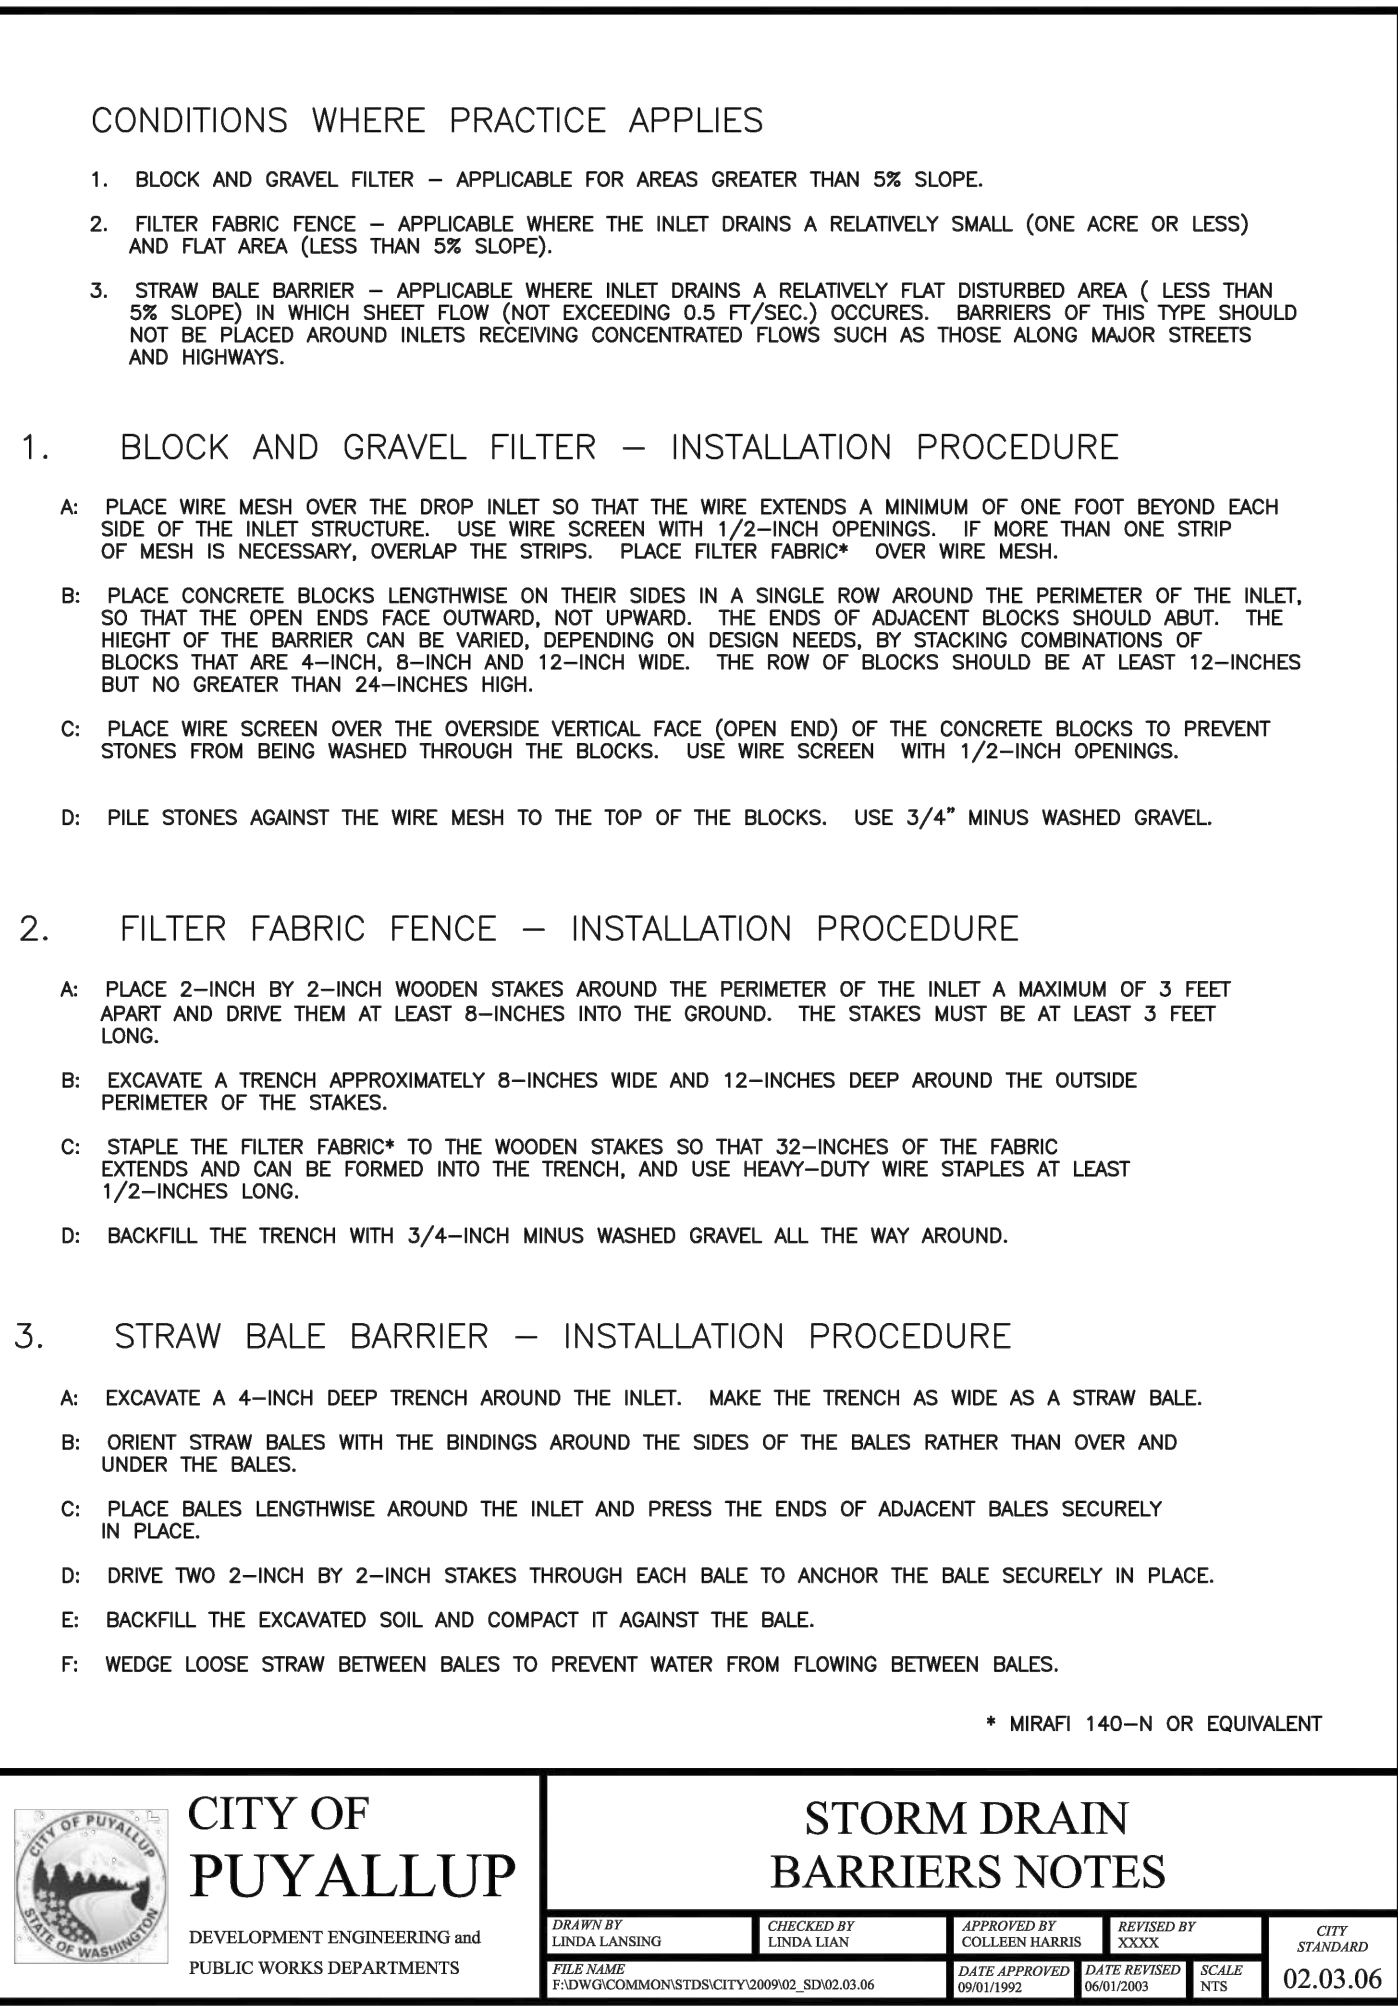 CONDITIONS WHERE PRACTICE APPLIES
1. BLOCK AND GRAVEL FILTER – APPLICABLE FOR AREAS GREATER THAN 5% SLOPE.
2. FILTER FABRIC FENCE – APPLICABLE WHERE THE INLET DRAINS A RELATIVELY SMALL (ONE ACRE OR LESS)
AND FLAT AREA (LESS THAN 5% SLOPE).
3. STRAW BALE BARRIER – APPLICABLE WHERE INLET DRAINS A RELATIVELY FLAT DISTURBED AREA ( LESS THAN
5% SLOPE) IN WHICH SHEET FLOW (NOT EXCEEDING 0.5 FT/SEC.) OCCURES. BARRIERS OF THIS TYPE SHOULD
NOT BE PLACED AROUND INLETS RECEIVING CONCENTRATED FLOWS SUCH AS THOSE ALONG MAJOR STREETS
AND HIGHWAYS.
1. BLOCK AND GRAVEL FILTER – INSTALLATION PROCEDURE
A: PLACE WIRE MESH OVER THE DROP INLET SO THAT THE WIRE EXTENDS A MINIMUM OF ONE FOOT BEYOND EACH
SIDE OF THE INLET STRUCTURE. USE WIRE SCREEN WITH 1/2-INCH OPENINGS. IF MORE THAN ONE STRIP
OF MESH IS NECESSARY, OVERLAP THE STRIPS. PLACE FILTER FABRIC* OVER WIRE MESH.
B: PLACE CONCRETE BLOCKS LENGTHWISE ON THEIR SIDES IN A SINGLE ROW AROUND THE PERIMETER OF THE INLET,
SO THAT THE OPEN ENDS FACE OUTWARD, NOT UPWARD. THE ENDS OF ADJACENT BLOCKS SHOULD ABUT. THE
HIEGHT OF THE BARRIER CAN BE VARIED, DEPENDING ON DESIGN NEEDS, BY STACKING COMBINATIONS OF
BLOCKS THAT ARE 4-INCH, 8-INCH AND 12-INCH WIDE. THE ROW OF BLOCKS SHOULD BE AT LEAST 12-INCHES
BUT NO GREATER THAN 24-INCHES HIGH.
C: PLACE WIRE SCREEN OVER THE OVERSIDE VERTICAL FACE (OPEN END) OF THE CONCRETE BLOCKS TO PREVENT
STONES FROM BEING WASHED THROUGH THE BLOCKS. USE WIRE SCREEN WITH 1/2-INCH OPENINGS.
D: PILE STONES AGAINST THE WIRE MESH TO THE TOP OF THE BLOCKS. USE 3/4" MINUS WASHED GRAVEL.
2. FILTER FABRIC FENCE – INSTALLATION PROCEDURE
A: PLACE 2-INCH BY 2-INCH WOODEN STAKES AROUND THE PERIMETER OF THE INLET A MAXIMUM OF 3 FEET
APART AND DRIVE THEM AT LEAST 8-INCHES INTO THE GROUND. THE STAKES MUST BE AT LEAST 3 FEET
LONG.
B: EXCAVATE A TRENCH APPROXIMATELY 8-INCHES WIDE AND 12-INCHES DEEP AROUND THE OUTSIDE
PERIMETER OF THE STAKES.
C: STAPLE THE FILTER FABRIC* TO THE WOODEN STAKES SO THAT 32-INCHES OF THE FABRIC
EXTENDS AND CAN BE FORMED INTO THE TRENCH, AND USE HEAVY-DUTY WIRE STAPLES AT LEAST
1/2-INCHES LONG.
D: BACKFILL THE TRENCH WITH 3/4-INCH MINUS WASHED GRAVEL ALL THE WAY AROUND.
3. STRAW BALE BARRIER – INSTALLATION PROCEDURE
A: EXCAVATE A 4-INCH DEEP TRENCH AROUND THE INLET. MAKE THE TRENCH AS WIDE AS A STRAW BALE.
B: ORIENT STRAW BALES WITH THE BINDINGS AROUND THE SIDES OF THE BALES RATHER THAN OVER AND
UNDER THE BALES.
C: PLACE BALES LENGTHWISE AROUND THE INLET AND PRESS THE ENDS OF ADJACENT BALES SECURELY
IN PLACE.
D: DRIVE TWO 2-INCH BY 2-INCH STAKES THROUGH EACH BALE TO ANCHOR THE BALE SECURELY IN PLACE.
E: BACKFILL THE EXCAVATED SOIL AND COMPACT IT AGAINST THE BALE.
F: WEDGE LOOSE STRAW BETWEEN BALES TO PREVENT WATER FROM FLOWING BETWEEN BALES.
* MIRAFI 140-N OR EQUIVALENT
CITY OF PUYALLUP
STATE OF WASHINGTON
CITY OF
PUYALLUP
DEVELOPMENT ENGINEERING and
PUBLIC WORKS DEPARTMENTS
STORM DRAIN
BARRIERS NOTES
DRAWN BY
LINDA LANSING
CHECKED BY
LINDA LIAN
APPROVED BY
COLLEEN HARRIS
REVISED BY
XXXX
FILE NAME
F:\DWG\COMMON\STDS\CITY\2009\02_SD\02.03.06
DATE APPROVED
09/01/1992
DATE REVISED
06/01/2003
SCALE
NTS
CITY
STANDARD
02.03.06